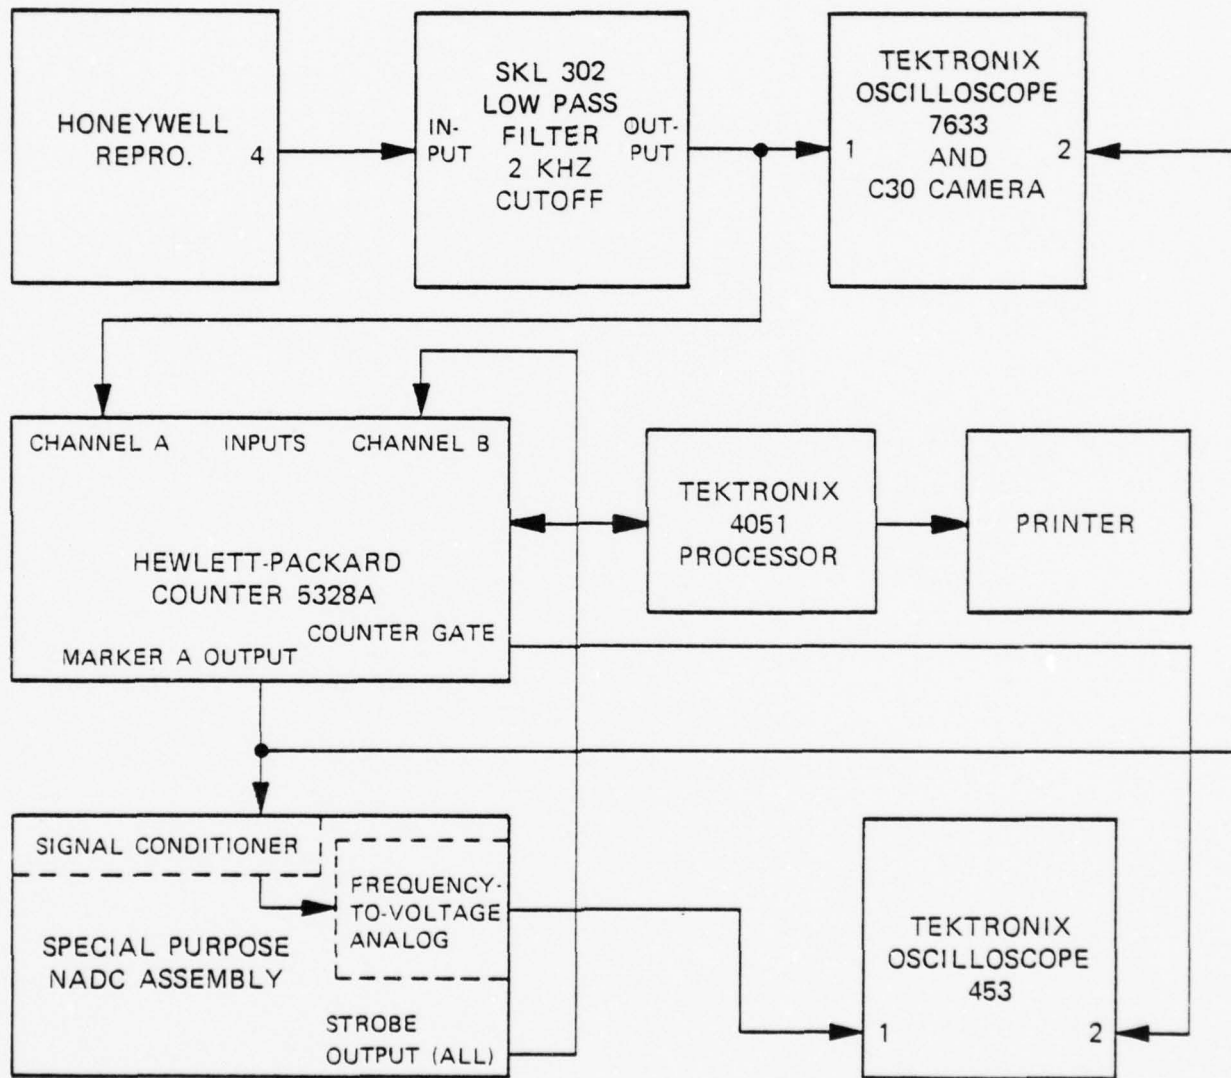 HONEYWELL
REPRO.
4
IN-
PUT
SKL 302
LOW PASS
FILTER
2 KHZ
CUTOFF
OUT-
PUT
1
TEKTRONIX
OSCILLOSCOPE
7633
AND
C30 CAMERA
2
CHANNEL A INPUTS CHANNEL B
HEWLETT-PACKARD
COUNTER 5328A
COUNTER GATE
MARKER A OUTPUT
TEKTRONIX
4051
PROCESSOR
PRINTER
SIGNAL CONDITIONER
FREQUENCY-
TO-VOLTAGE
ANALOG
SPECIAL PURPOSE
NADC ASSEMBLY
STROBE
OUTPUT (ALL)
TEKTRONIX
OSCILLOSCOPE
453
1 2